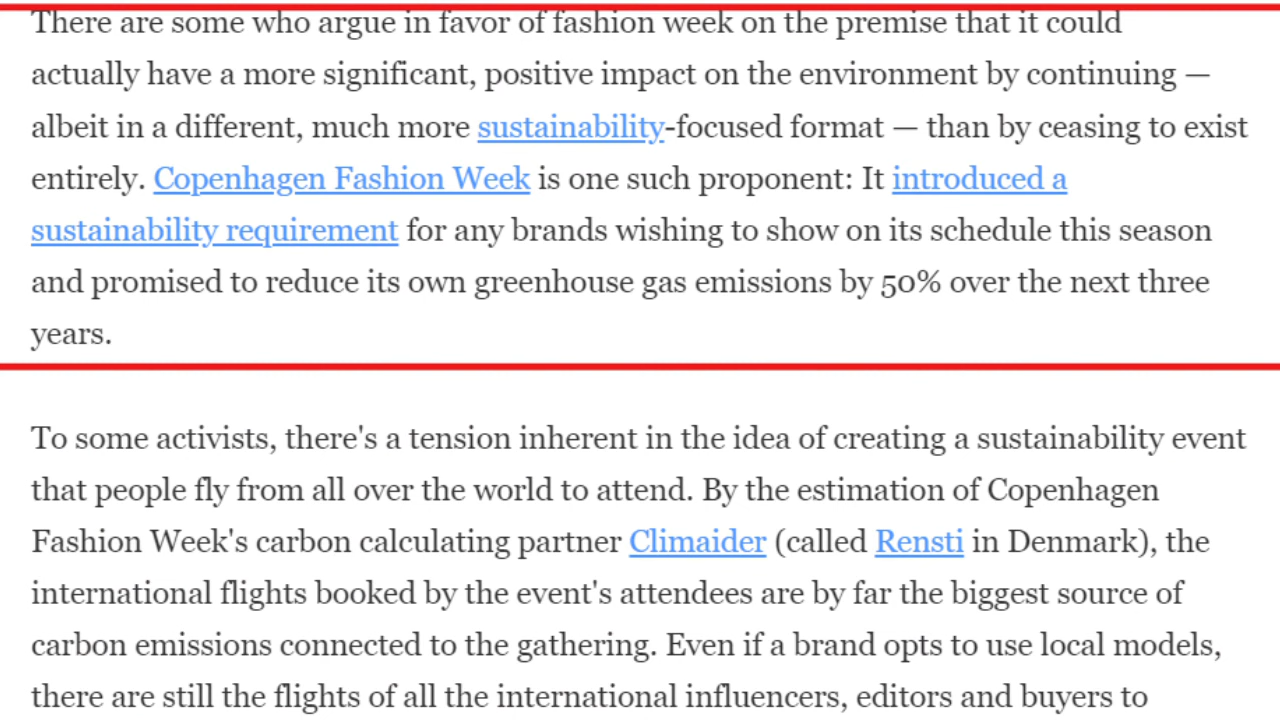 There are some who argue in favor of fashion week on the premise that it could
actually have a more significant, positive impact on the environment by continuing —
albeit in a different, much more sustainability-focused format — than by ceasing to exist
entirely. Copenhagen Fashion Week is one such proponent: It introduced a
sustainability requirement for any brands wishing to show on its schedule this season
and promised to reduce its own greenhouse gas emissions by 50% over the next three
years.
To some activists, there's a tension inherent in the idea of creating a sustainability event
that people fly from all over the world to attend. By the estimation of Copenhagen
Fashion Week's carbon calculating partner Climaider (called Rensti in Denmark), the
international flights booked by the event's attendees are by far the biggest source of
carbon emissions connected to the gathering. Even if a brand opts to use local models,
there are still the flights of all the international influencers, editors and buyers to